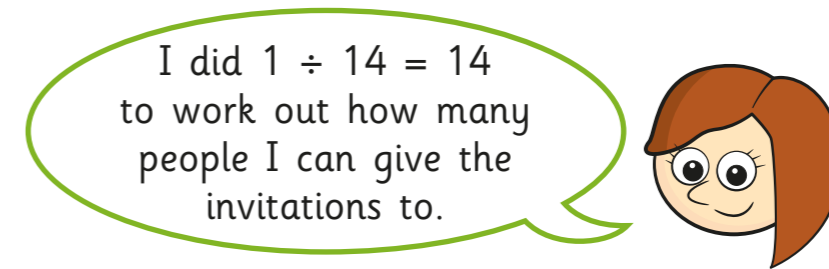 I did 1 ÷ 14 = 14
to work out how many
people I can give the
invitations to.